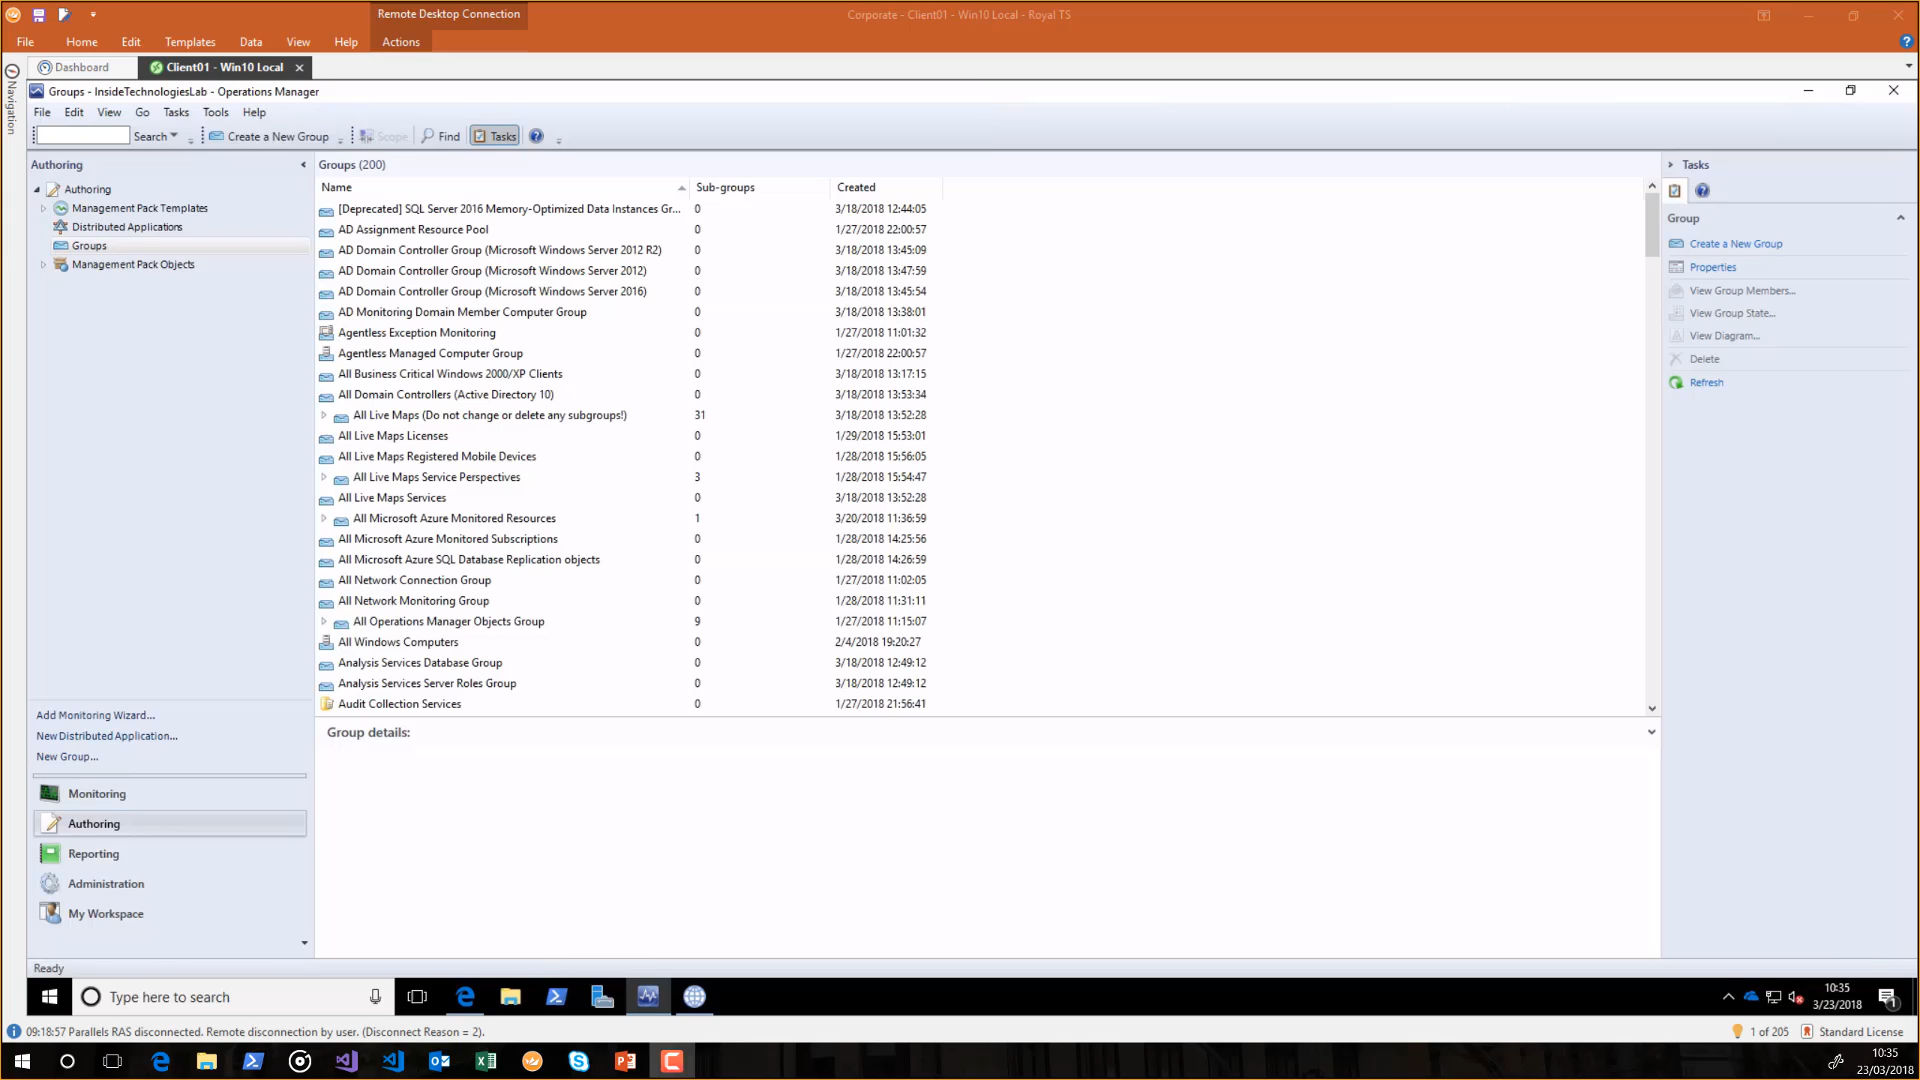 Remote Desktop Connection
Corporate - Client01 - Win10 Local - Royal TS
File Home Edit Templates Data View Help Actions
Dashboard
Client01 - Win10 Local
Navigation
Groups - InsideTechnologiesLab - Operations Manager
File Edit View Go Tasks Tools Help
Search Create a New Group Scope Find Tasks
Authoring
Authoring
Management Pack Templates
Distributed Applications
Groups
Management Pack Objects
Add Monitoring Wizard...
New Distributed Application...
New Group...
Monitoring
Authoring
Reporting
Administration
My Workspace
Groups (200)
Name Sub-groups Created
[Deprecated] SQL Server 2016 Memory-Optimized Data Instances Gr... 0 3/18/2018 12:44:05
AD Assignment Resource Pool 0 1/27/2018 22:00:57
AD Domain Controller Group (Microsoft Windows Server 2012 R2) 0 3/18/2018 13:45:09
AD Domain Controller Group (Microsoft Windows Server 2012) 0 3/18/2018 13:47:59
AD Domain Controller Group (Microsoft Windows Server 2016) 0 3/18/2018 13:45:54
AD Monitoring Domain Member Computer Group 0 3/18/2018 13:38:01
Agentless Exception Monitoring 0 1/27/2018 11:01:32
Agentless Managed Computer Group 0 1/27/2018 22:00:57
All Business Critical Windows 2000/XP Clients 0 3/18/2018 13:17:15
All Domain Controllers (Active Directory 10) 0 3/18/2018 13:53:34
All Live Maps (Do not change or delete any subgroups!) 31 3/18/2018 13:52:28
All Live Maps Licenses 0 1/29/2018 15:53:01
All Live Maps Registered Mobile Devices 0 1/28/2018 15:56:05
All Live Maps Service Perspectives 3 1/28/2018 15:54:47
All Live Maps Services 0 3/18/2018 13:52:28
All Microsoft Azure Monitored Resources 1 3/20/2018 11:36:59
All Microsoft Azure Monitored Subscriptions 0 1/28/2018 14:25:56
All Microsoft Azure SQL Database Replication objects 0 1/28/2018 14:26:59
All Network Connection Group 0 1/27/2018 11:02:05
All Network Monitoring Group 0 1/28/2018 11:31:11
All Operations Manager Objects Group 9 1/27/2018 11:15:07
All Windows Computers 0 2/4/2018 19:20:27
Analysis Services Database Group 0 3/18/2018 12:49:12
Analysis Services Server Roles Group 0 3/18/2018 12:49:12
Audit Collection Services 0 1/27/2018 21:56:41
Group details:
Tasks
Group
Create a New Group
Properties
View Group Members...
View Group State...
View Diagram...
Delete
Refresh
Ready
Type here to search
10:35
3/23/2018
1
09:18:57 Parallels RAS disconnected. Remote disconnection by user. (Disconnect Reason = 2).
1 of 205 Standard License
10:35
23/03/2018